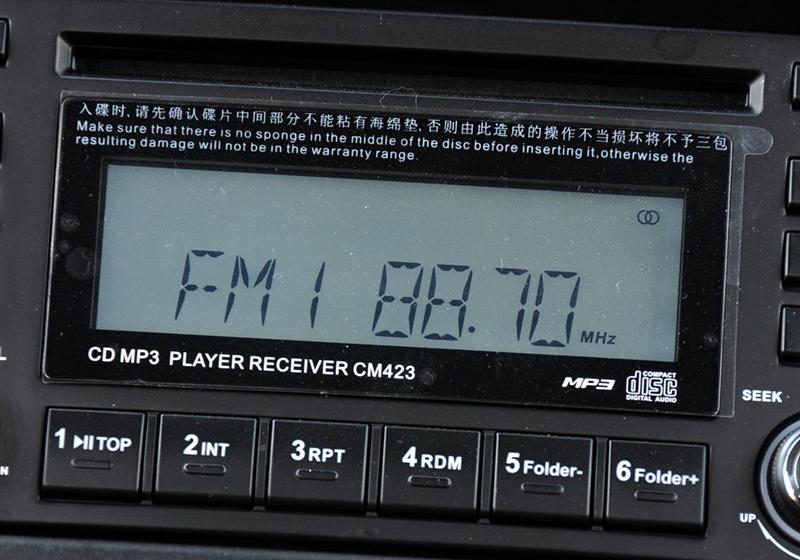 入碟时,请先确认碟片中间部分不能粘有海绵垫,否则由此造成的操作不当损坏将不予三包
Make sure that there is no sponge in the middle of the disc before inserting it,otherwise the
resulting damage will not be in the warranty range.
FM1 88.70 MHz
CD MP3 PLAYER RECEIVER CM423
MP3
COMPACT
disc
DIGITAL AUDIO
SEEK
1 TOP
2 INT
3 RPT
4 RDM
5 Folder-
6 Folder+
UP